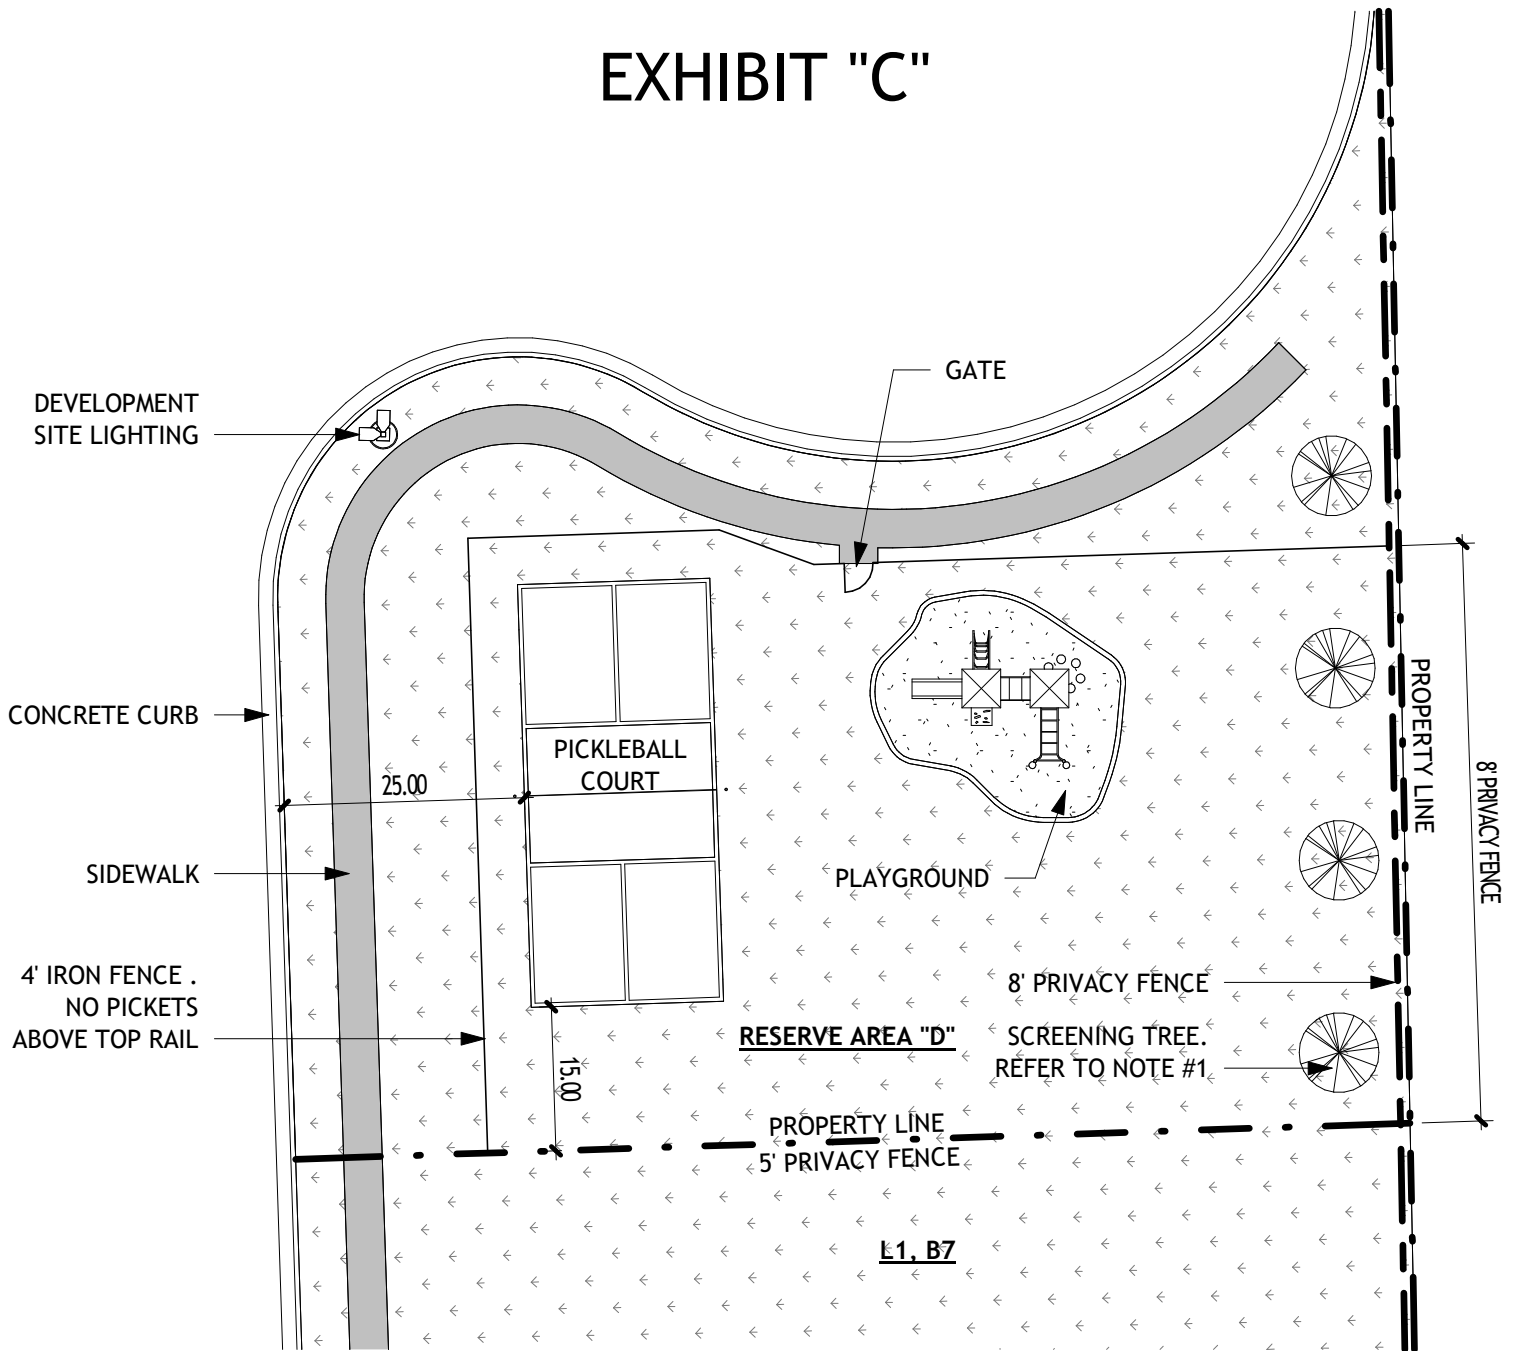 EXHIBIT "C"
GATE
DEVELOPMENT
SITE LIGHTING
CONCRETE CURB
PICKLEBALL
COURT
25.00
PROPERTY LINE
8' PRIVACY FENCE
SIDEWALK
PLAYGROUND
4' IRON FENCE .
NO PICKETS
ABOVE TOP RAIL
8' PRIVACY FENCE
RESERVE AREA "D"
SCREENING TREE.
REFER TO NOTE #1
15.00
PROPERTY LINE
5' PRIVACY FENCE
L1, B7